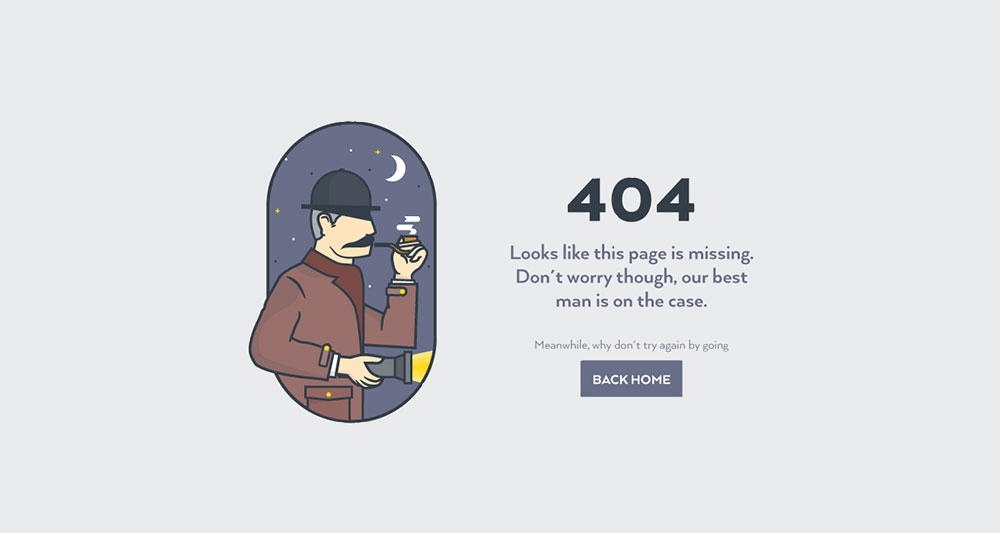 404
Looks like this page is missing.
Don't worry though, our best
man is on the case.
Meanwhile, why don't try again by going
BACK HOME